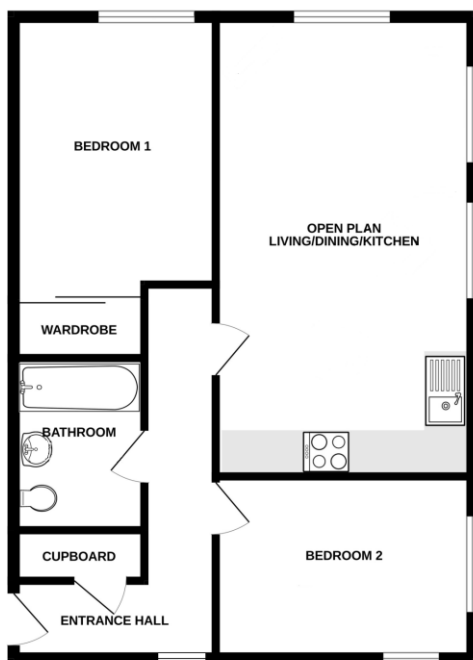 BEDROOM 1
OPEN PLAN
LIVING/DINING/KITCHEN
WARDROBE
BATHROOM
CUPBOARD
BEDROOM 2
ENTRANCE HALL